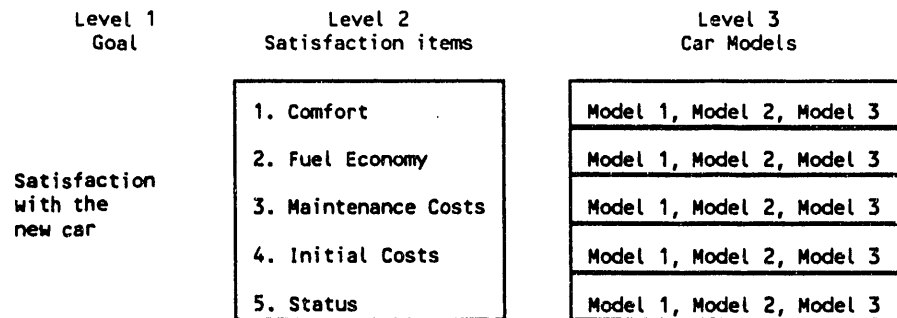 Level 1 Level 2 Level 3
Goal Satisfaction items Car Models
1. Comfort Model 1, Model 2, Model 3
2. Fuel Economy Model 1, Model 2, Model 3
Satisfaction
with the
new car
3. Maintenance Costs Model 1, Model 2, Model 3
4. Initial Costs Model 1, Model 2, Model 3
5. Status Model 1, Model 2, Model 3